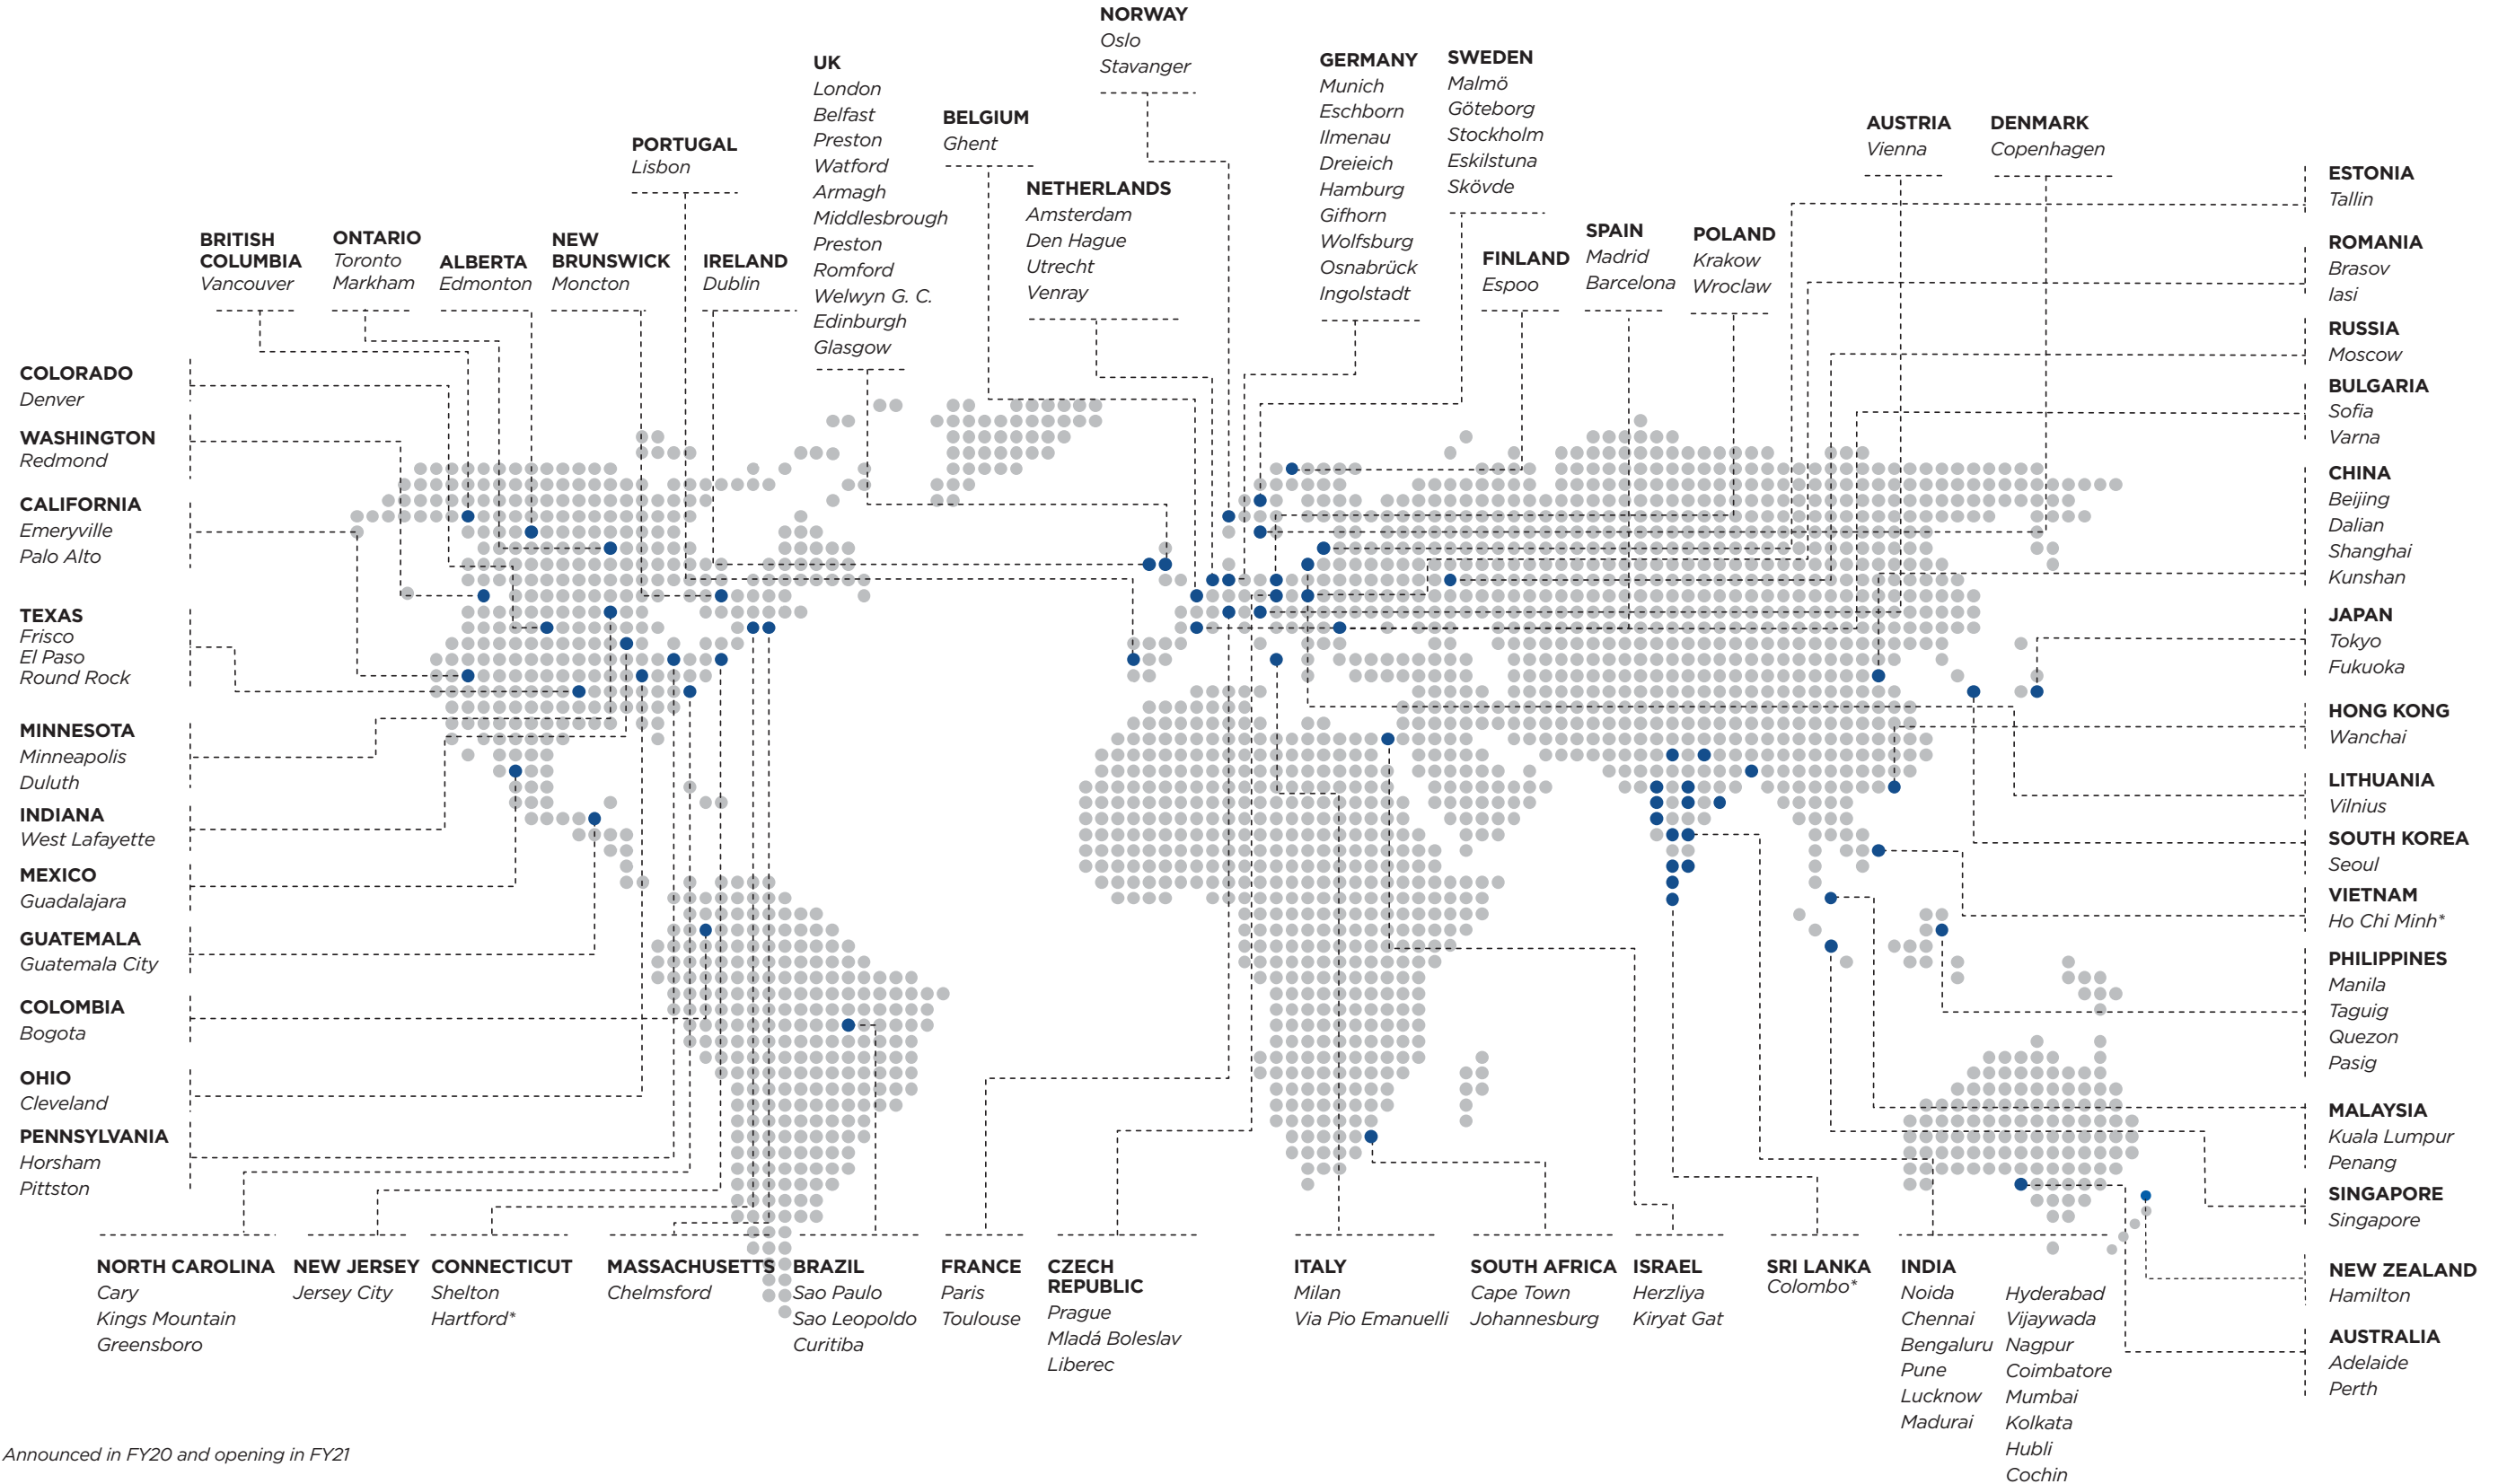 NORWAY
Oslo
Stavanger
UK
London
Belfast
Preston
Watford
Armagh
Middlesbrough
Preston
Romford
Welwyn G. C.
Edinburgh
Glasgow
GERMANY
Munich
Eschborn
Ilmenau
Dreieich
Hamburg
Gifhorn
Wolfsburg
Osnabrück
Ingolstadt
SWEDEN
Malmö
Göteborg
Stockholm
Eskilstuna
Skövde
BELGIUM
Ghent
PORTUGAL
Lisbon
NETHERLANDS
Amsterdam
Den Hague
Utrecht
Venray
AUSTRIA
Vienna
DENMARK
Copenhagen
BRITISH
COLUMBIA
Vancouver
ONTARIO
Toronto
Markham
ALBERTA
Edmonton
NEW
BRUNSWICK
Moncton
IRELAND
Dublin
FINLAND
Espoo
SPAIN
Madrid
Barcelona
POLAND
Krakow
Wroclaw
ESTONIA
Tallin
ROMANIA
Brasov
Iasi
RUSSIA
Moscow
BULGARIA
Sofia
Varna
CHINA
Beijing
Dalian
Shanghai
Kunshan
JAPAN
Tokyo
Fukuoka
HONG KONG
Wanchai
LITHUANIA
Vilnius
SOUTH KOREA
Seoul
VIETNAM
Ho Chi Minh*
PHILIPPINES
Manila
Taguig
Quezon
Pasig
MALAYSIA
Kuala Lumpur
Penang
SINGAPORE
Singapore
NEW ZEALAND
Hamilton
AUSTRALIA
Adelaide
Perth
COLORADO
Denver
WASHINGTON
Redmond
CALIFORNIA
Emeryville
Palo Alto
TEXAS
Frisco
El Paso
Round Rock
MINNESOTA
Minneapolis
Duluth
INDIANA
West Lafayette
MEXICO
Guadalajara
GUATEMALA
Guatemala City
COLOMBIA
Bogota
OHIO
Cleveland
PENNSYLVANIA
Horsham
Pittston
NORTH CAROLINA
Cary
Kings Mountain
Greensboro
NEW JERSEY
Jersey City
CONNECTICUT
Shelton
Hartford*
MASSACHUSETTS
Chelmsford
BRAZIL
Sao Paulo
Sao Leopoldo
Curitiba
FRANCE
Paris
Toulouse
CZECH
REPUBLIC
Prague
Mladá Boleslav
Liberec
ITALY
Milan
Via Pio Emanuelli
SOUTH AFRICA
Cape Town
Johannesburg
ISRAEL
Herzliya
Kiryat Gat
SRI LANKA
Colombo*
INDIA
Noida
Chennai
Bengaluru
Pune
Lucknow
Madurai
Hyderabad
Vijaywada
Nagpur
Coimbatore
Mumbai
Kolkata
Hubli
Cochin
Announced in FY20 and opening in FY21